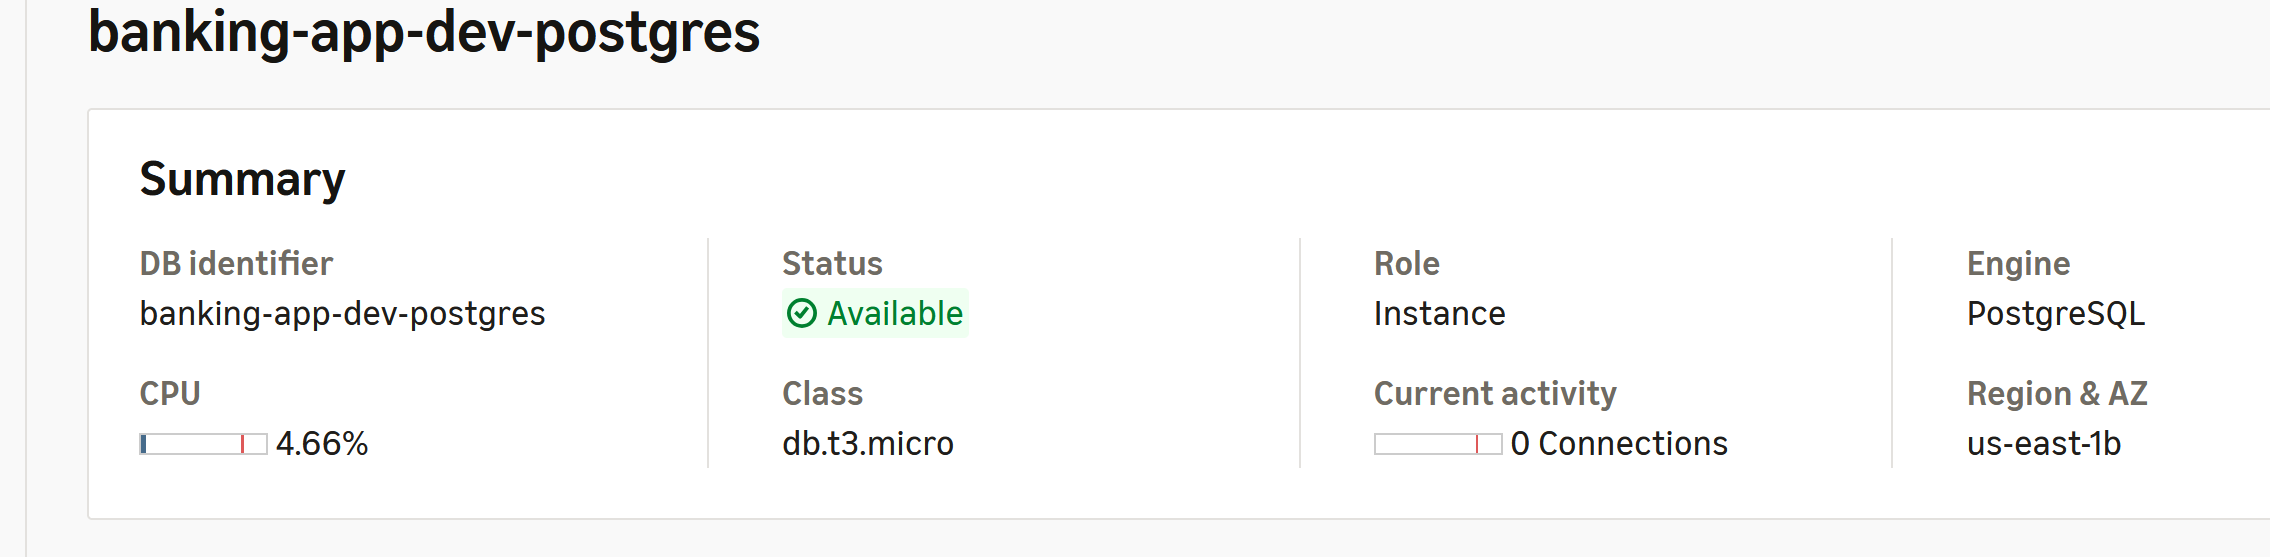 banking-app-dev-postgres
Summary
DB identifier
banking-app-dev-postgres
Status
Available
Role
Instance
Engine
PostgreSQL
CPU
4.66%
Class
db.t3.micro
Current activity
0 Connections
Region & AZ
us-east-1b